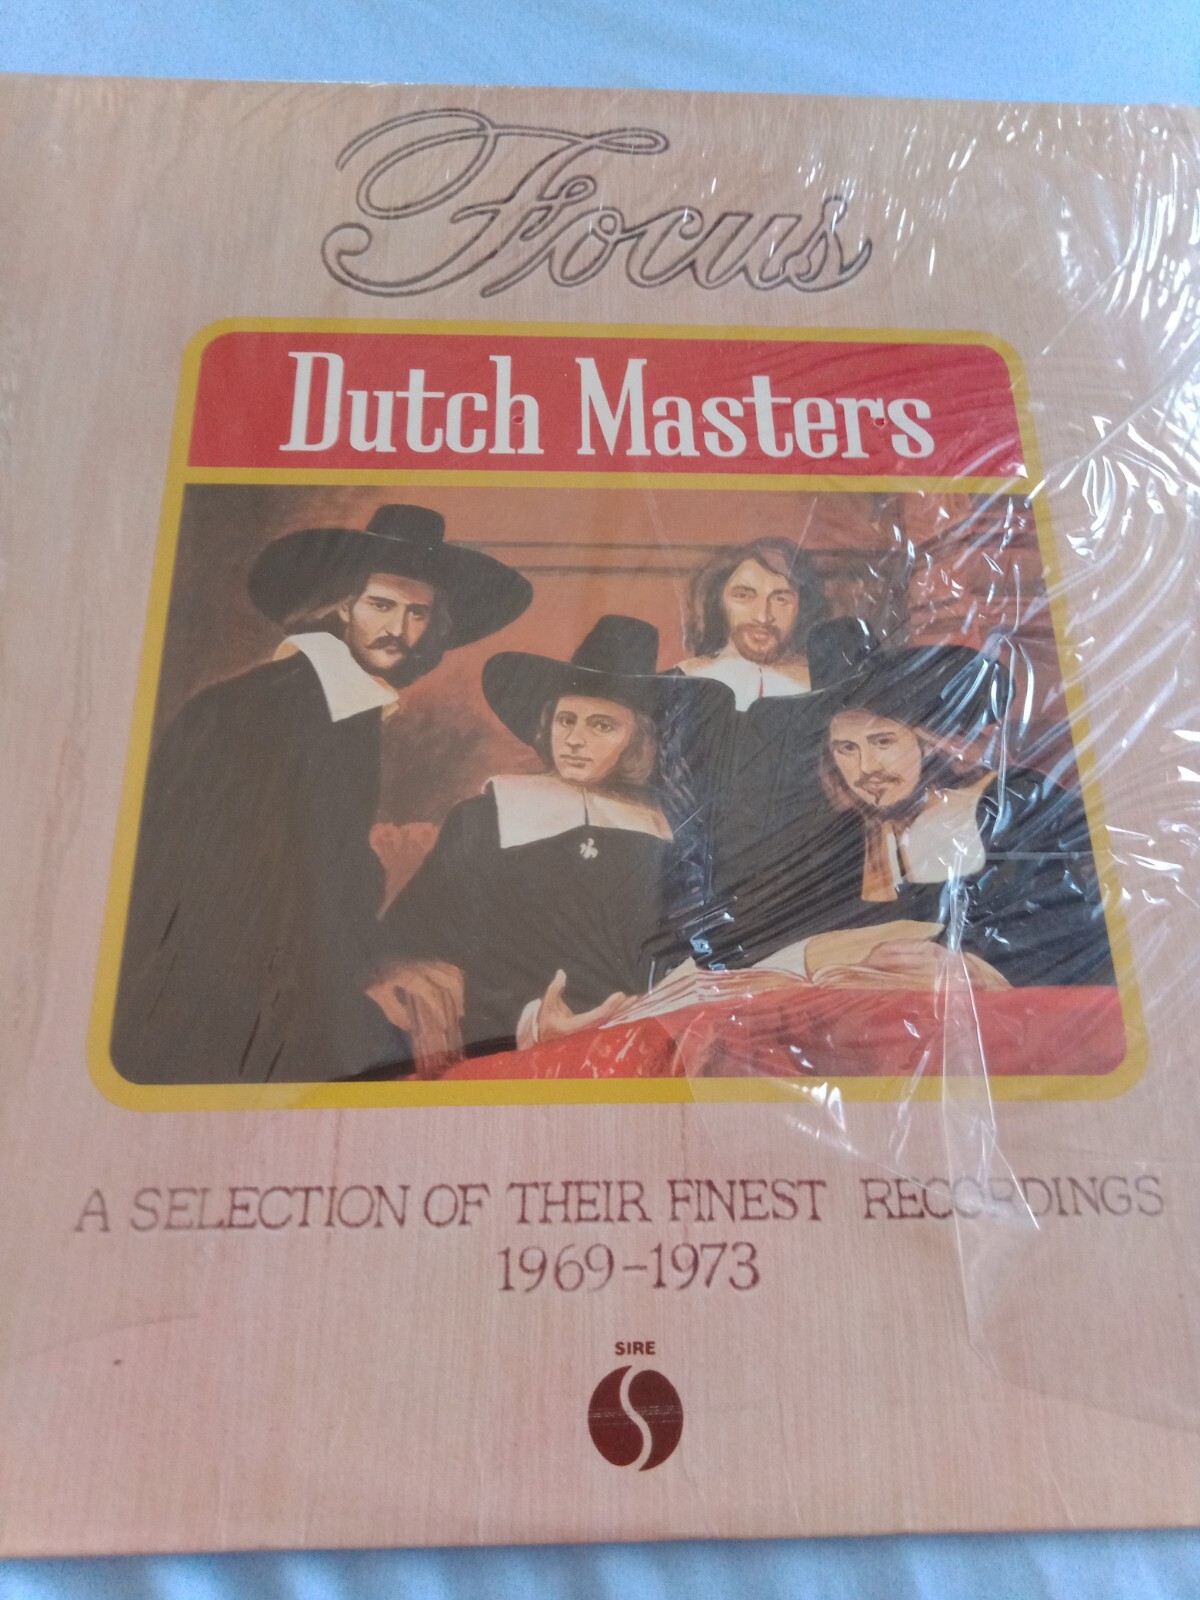 Focus
Dutch Masters
A SELECTION OF THEIR FINEST RECORDINGS
1969-1973
SIRE